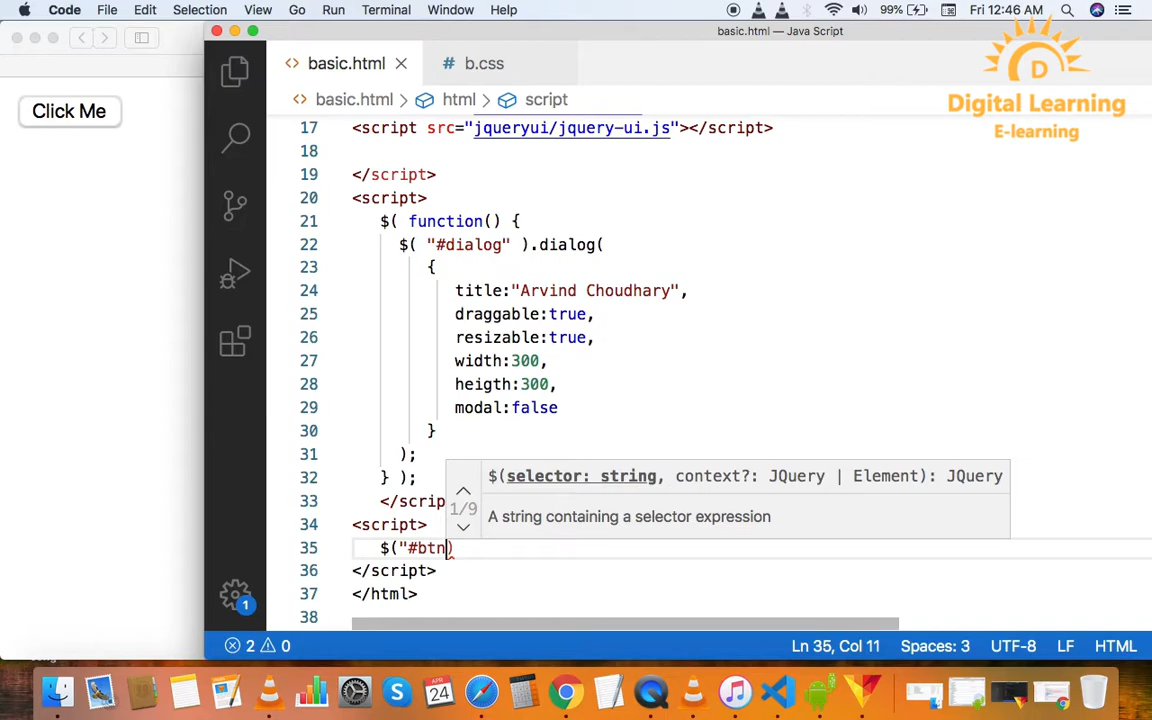 Code File Edit Selection View Go Run Terminal Window Help 99% Fri 12:46 AM
basic.html — Java Script
basic.html
# b.css
basic.html > html > script
Click Me
D
Digital Learning
E-learning
17 <script src="jqueryui/jquery-ui.js"></script>
18
19 </script>
20 <script>
21 $( function() {
22 $( "#dialog" ).dialog(
23 {
24 title:"Arvind Choudhary",
25 draggable:true,
26 resizable:true,
27 width:300,
28 heigth:300,
29 modal:false
30 }
31 );
32 } );
33 </scrip
34 <script>
35 $("#btn)
36 </script>
37 </html>
38
1/9
$(selector: string, context?: JQuery | Element): JQuery
A string containing a selector expression
1
2 0
Ln 35, Col 11 Spaces: 3 UTF-8 LF HTML
APR
24